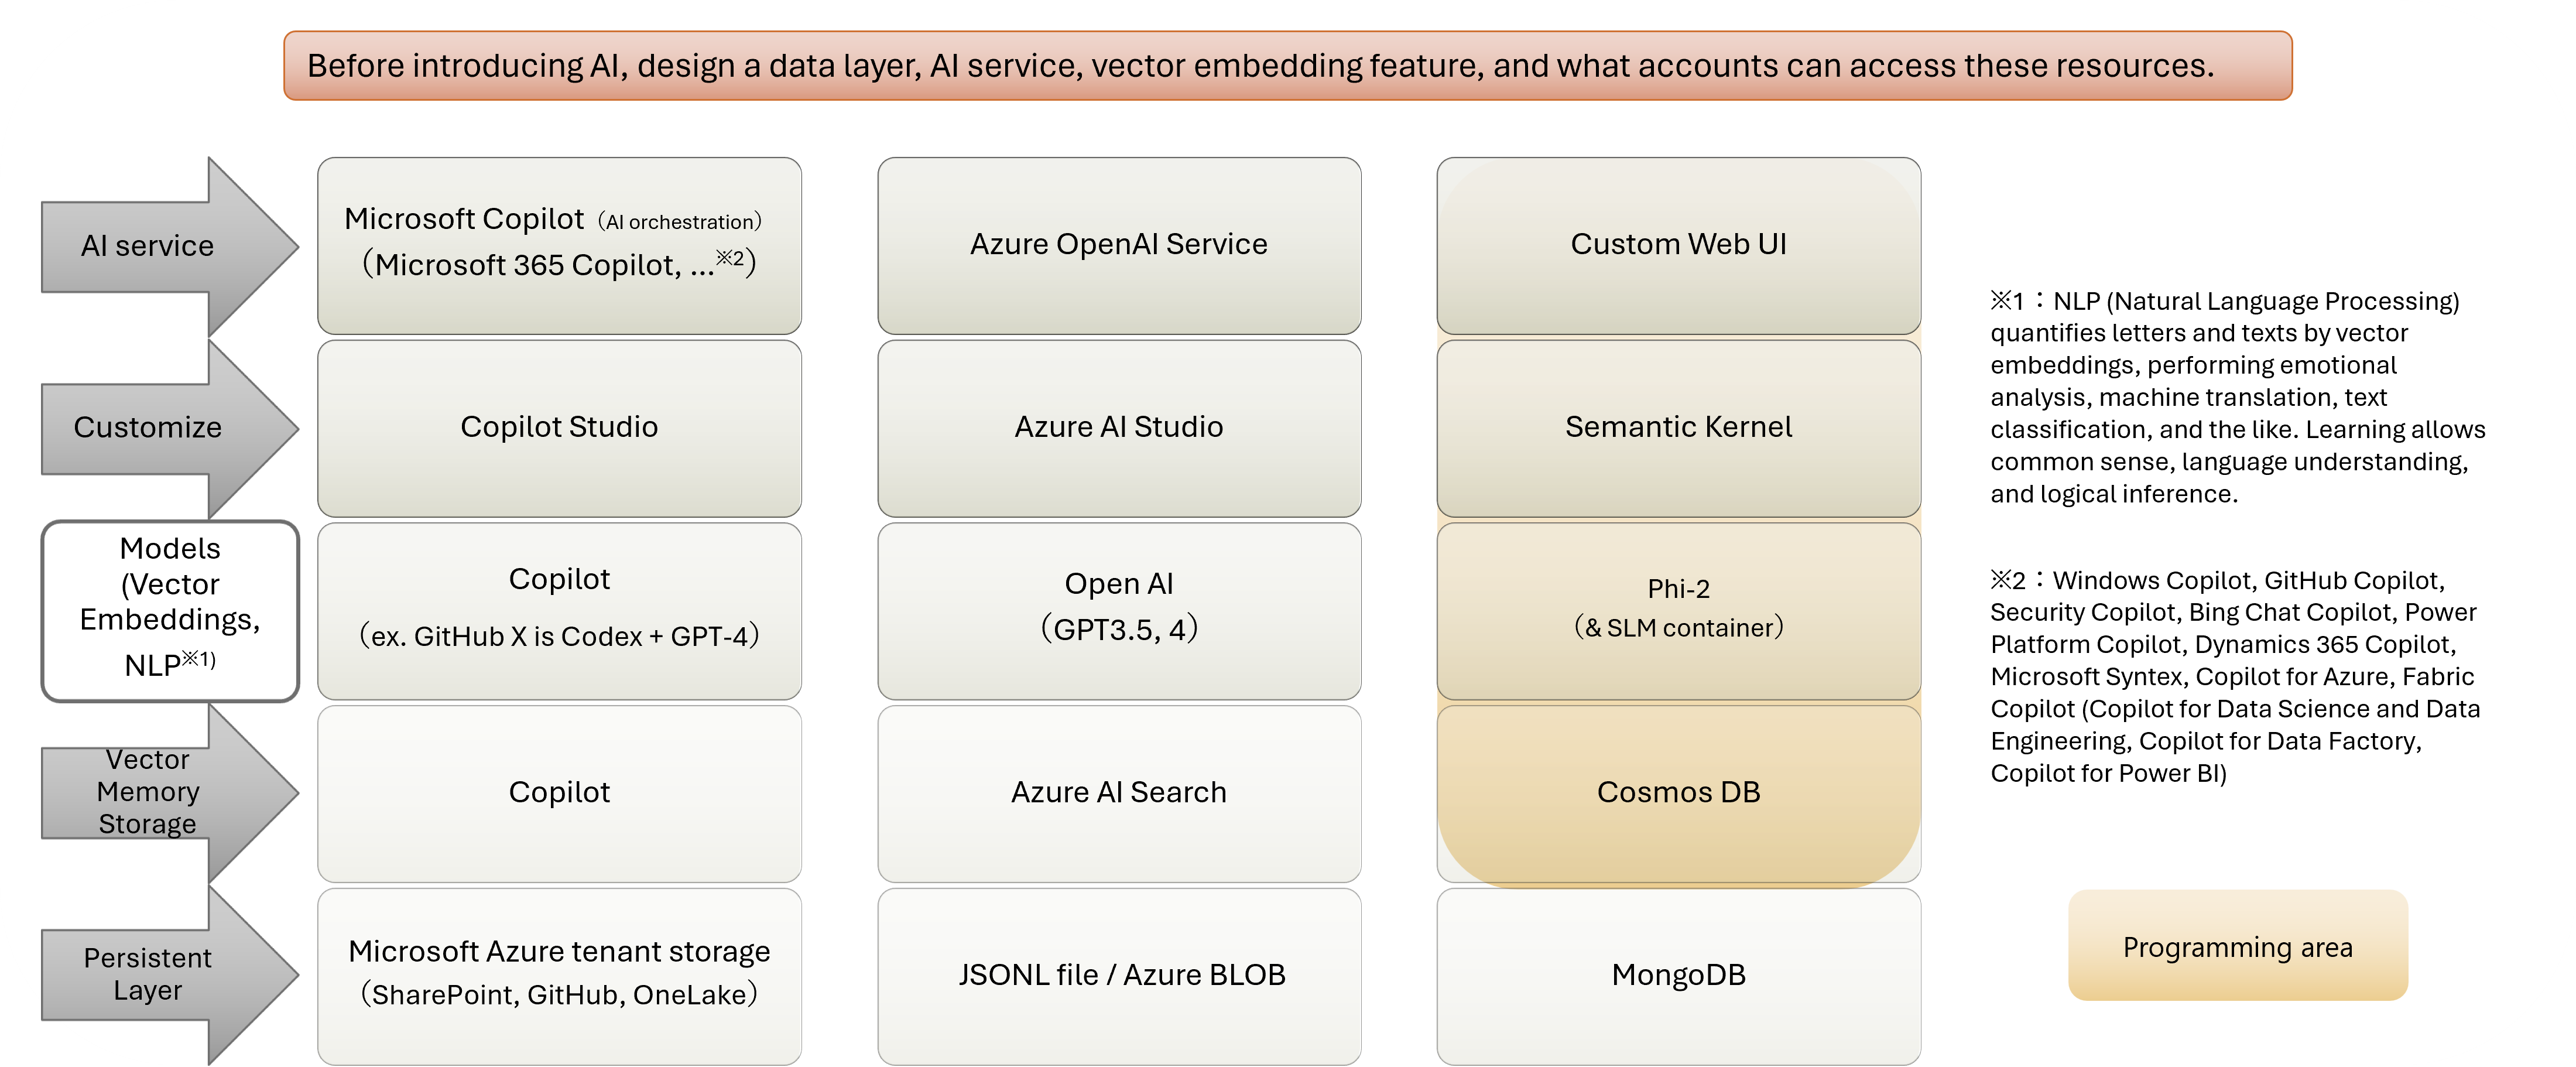 Before introducing AI, design a data layer, AI service, vector embedding feature, and what accounts can access these resources.
AI service
Microsoft Copilot（AI orchestration）
（Microsoft 365 Copilot, …※2）
Azure OpenAI Service
Custom Web UI
Customize
Copilot Studio
Azure AI Studio
Semantic Kernel
Models
(Vector
Embeddings,
NLP※1)
Copilot
（ex. GitHub X is Codex + GPT-4）
Open AI
（GPT3.5, 4）
Phi-2
（& SLM container）
Vector
Memory
Storage
Copilot
Azure AI Search
Cosmos DB
Persistent
Layer
Microsoft Azure tenant storage
（SharePoint, GitHub, OneLake）
JSONL file / Azure BLOB
MongoDB
※1：NLP (Natural Language Processing)
quantifies letters and texts by vector
embeddings, performing emotional
analysis, machine translation, text
classification, and the like. Learning allows
common sense, language understanding,
and logical inference.
※2：Windows Copilot, GitHub Copilot,
Security Copilot, Bing Chat Copilot, Power
Platform Copilot, Dynamics 365 Copilot,
Microsoft Syntex, Copilot for Azure, Fabric
Copilot (Copilot for Data Science and Data
Engineering, Copilot for Data Factory,
Copilot for Power BI)
Programming area